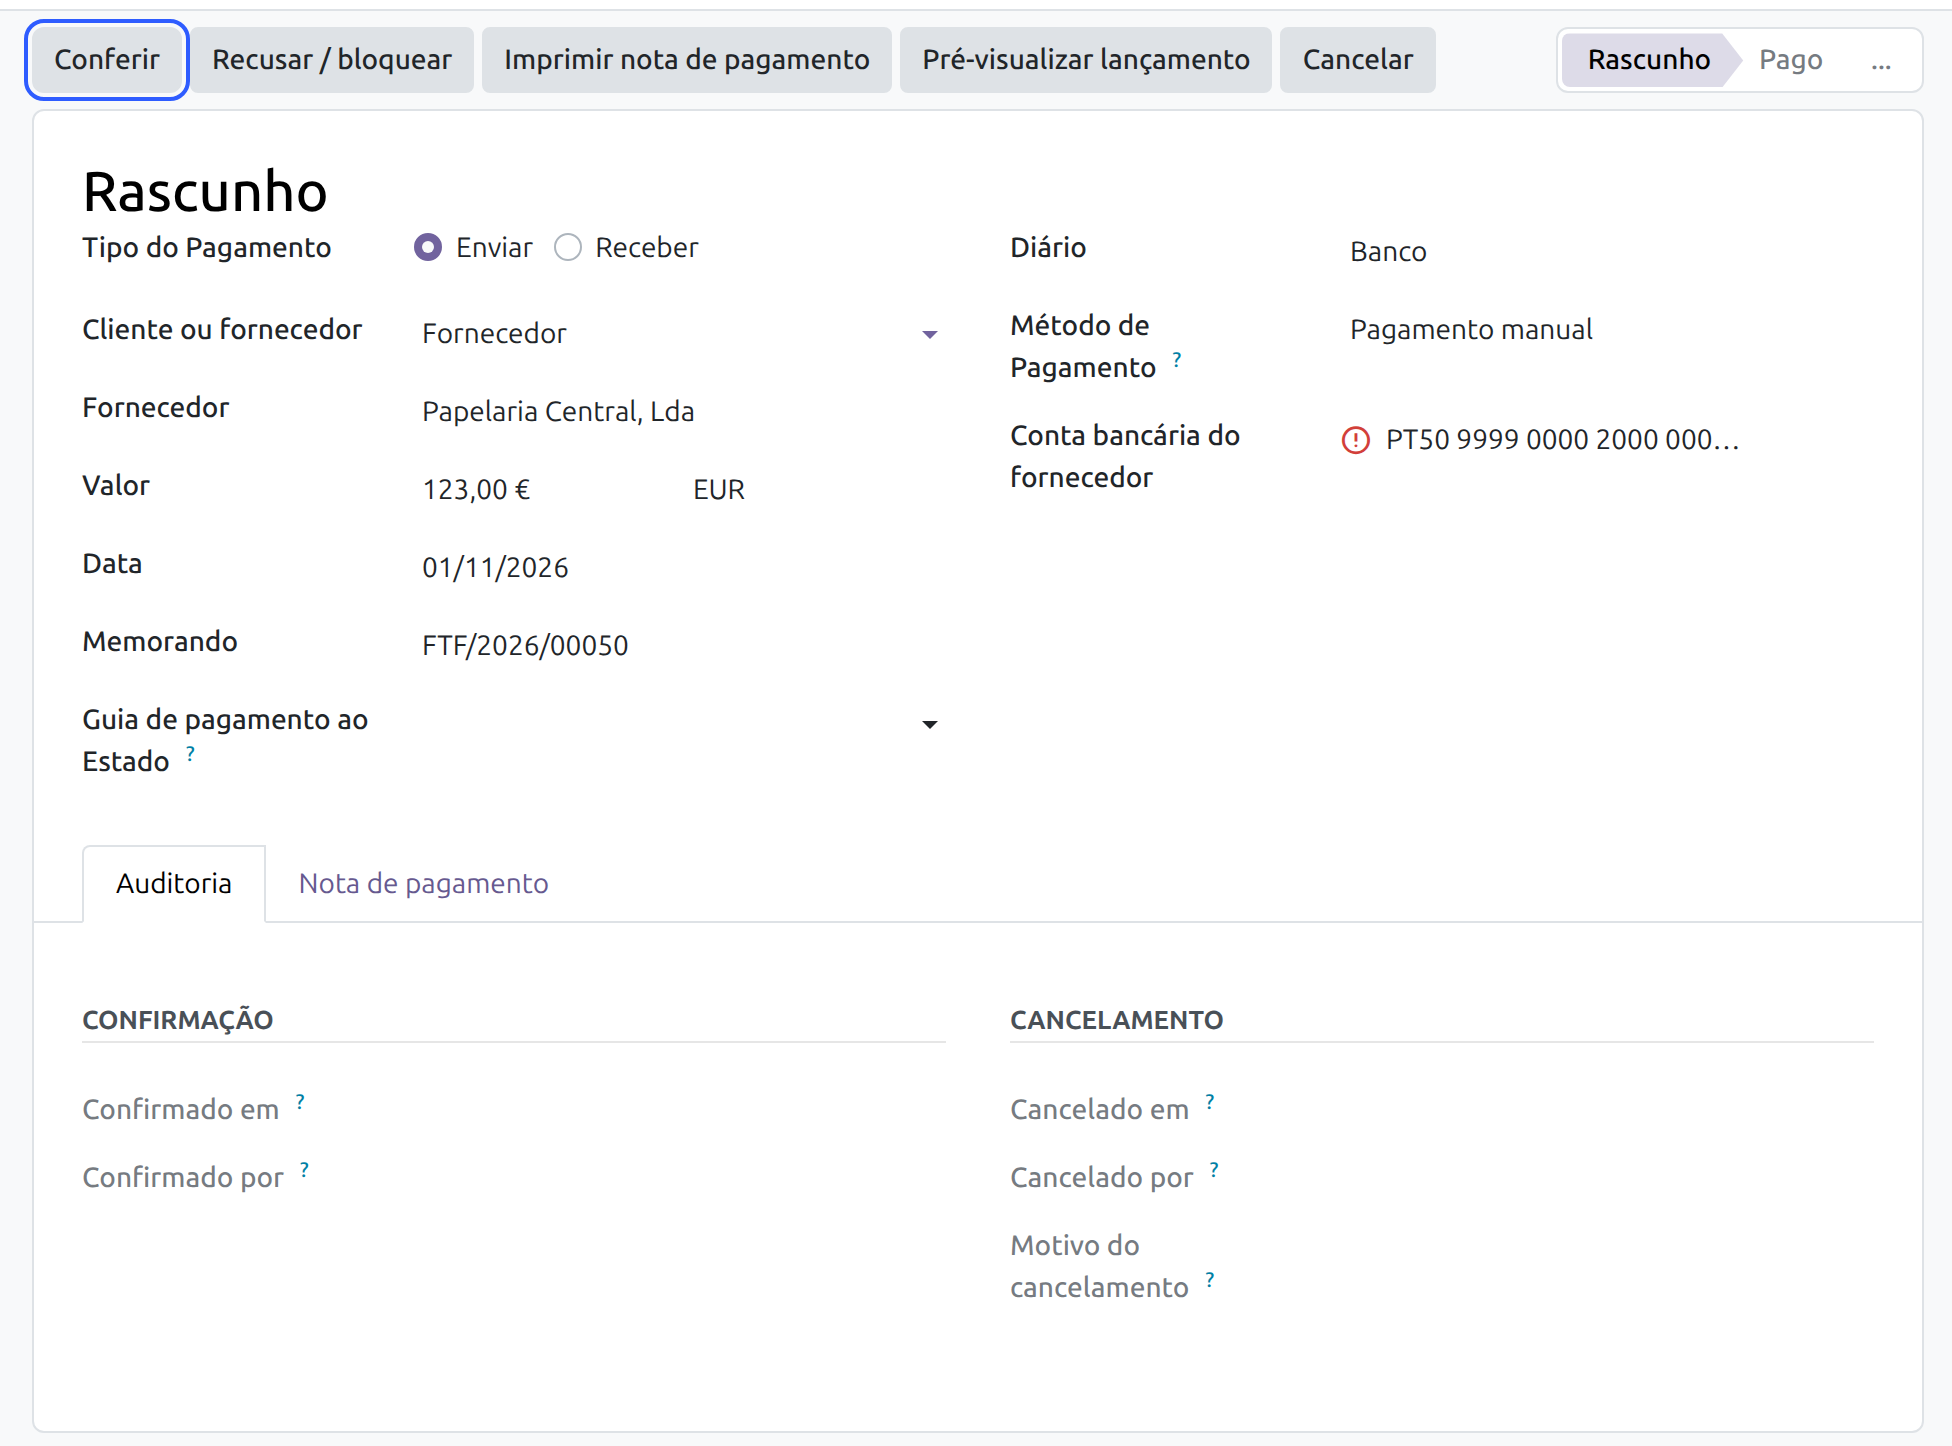 Conferir Recusar / bloquear Imprimir nota de pagamento Pré-visualizar lançamento Cancelar Rascunho Pago ...
Rascunho
Tipo do Pagamento Enviar Receber
Cliente ou fornecedor Fornecedor
Fornecedor Papelaria Central, Lda
Valor 123,00 € EUR
Data 01/11/2026
Memorando FTF/2026/00050
Guia de pagamento ao
Estado ?
Diário Banco
Método de Pagamento manual
Pagamento ?
Conta bancária do PT50 9999 0000 2000 000...
fornecedor
Auditoria Nota de pagamento
CONFIRMAÇÃO
Confirmado em ?
Confirmado por ?
CANCELAMENTO
Cancelado em ?
Cancelado por ?
Motivo do
cancelamento ?